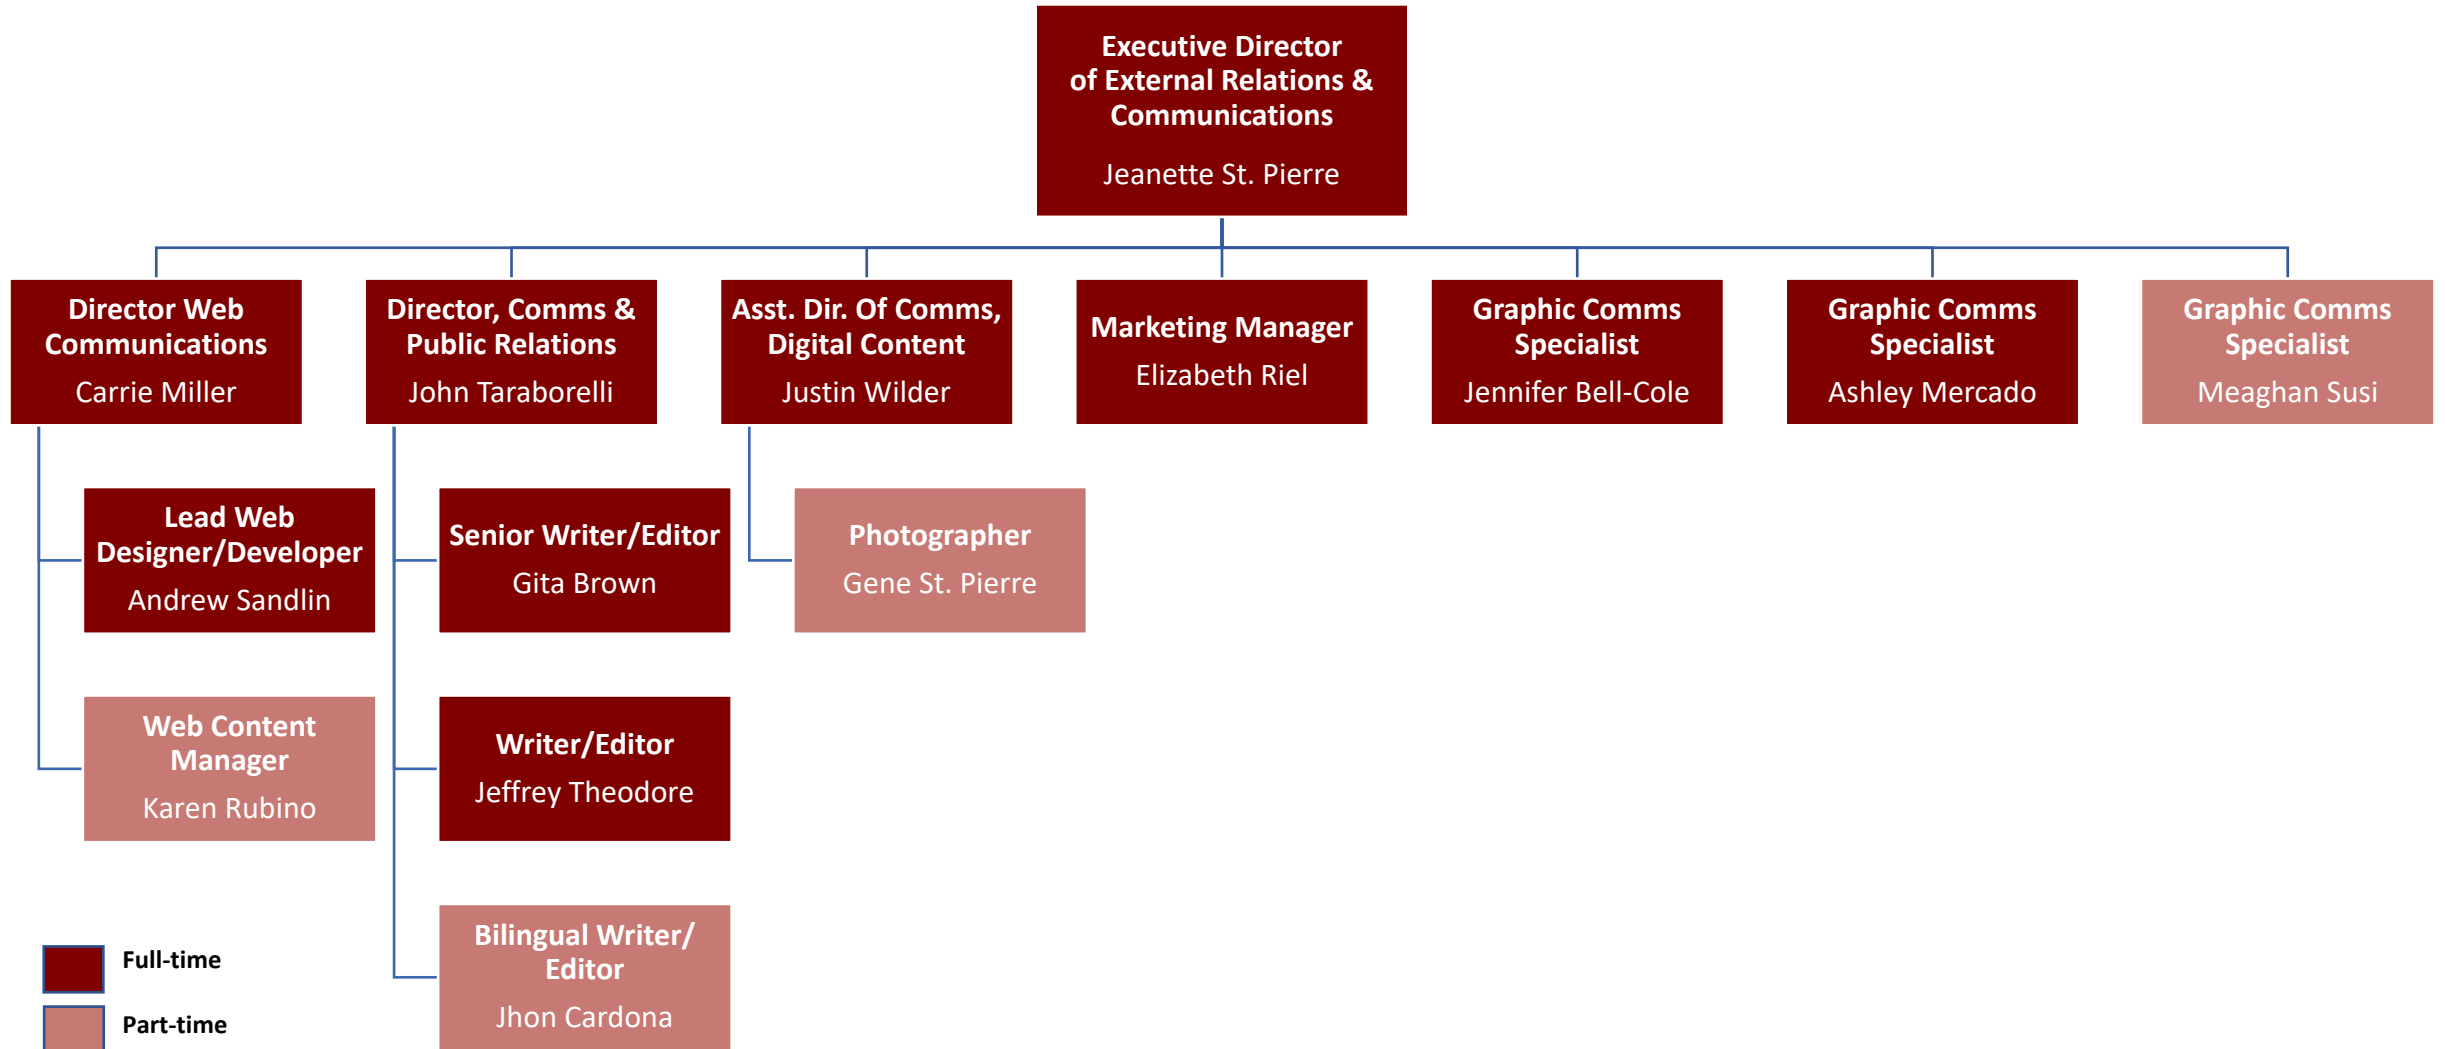 Executive Director
of External Relations &
Communications
Jeanette St. Pierre
Director Web
Communications
Carrie Miller
Director, Comms &
Public Relations
John Taraborelli
Asst. Dir. Of Comms,
Digital Content
Justin Wilder
Marketing Manager
Elizabeth Riel
Graphic Comms
Specialist
Jennifer Bell-Cole
Graphic Comms
Specialist
Ashley Mercado
Graphic Comms
Specialist
Meaghan Susi
Lead Web
Designer/Developer
Andrew Sandlin
Senior Writer/Editor
Gita Brown
Photographer
Gene St. Pierre
Web Content
Manager
Karen Rubino
Writer/Editor
Jeffrey Theodore
Bilingual Writer/
Editor
Jhon Cardona
Full-time
Part-time